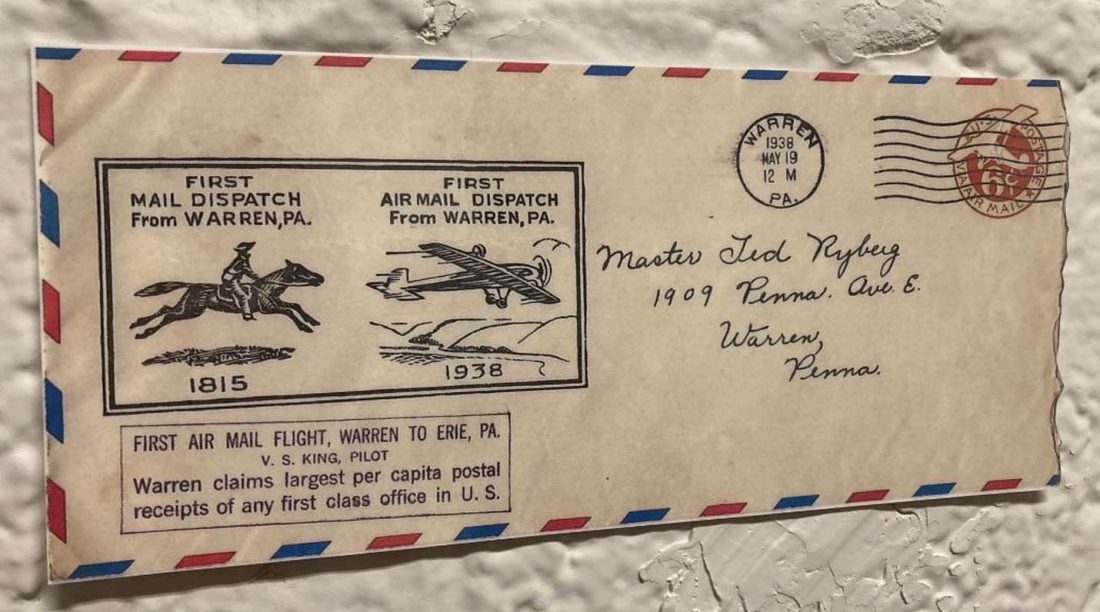 FIRST
MAIL DISPATCH
From WARREN, PA.
1815
FIRST
AIR MAIL DISPATCH
From WARREN, PA.
1938
WARREN
1938
MAY 19
12 M
PA.
U.S. POSTAGE
6c
VIA AIR MAIL
Master Ted Ryberg
1909 Penna. Ave. E.
Warren,
Penna.
FIRST AIR MAIL FLIGHT, WARREN TO ERIE, PA.
V. S. KING, PILOT
Warren claims largest per capita postal
receipts of any first class office in U. S.